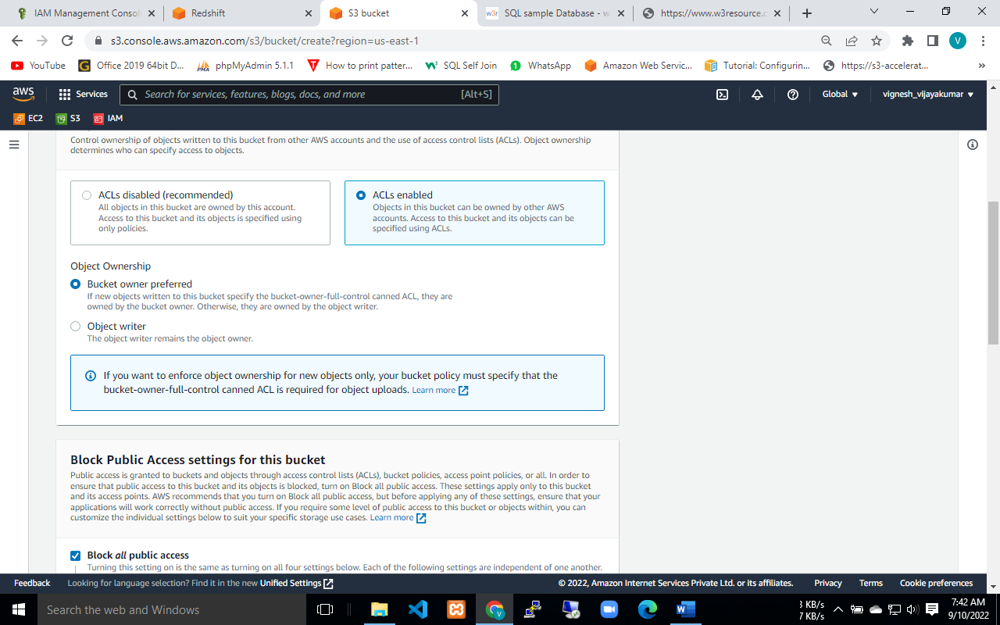 IAM Management Consol
Redshift
S3 bucket
w3r SQL sample Database - w
https://www.w3resource.c
s3.console.aws.amazon.com/s3/bucket/create?region=us-east-1
V
YouTube
Office 2019 64bit D...
phpMyAdmin 5.1.1
How to print patter...
SQL Self Join
WhatsApp
Amazon Web Servic...
Tutorial: Configurin...
https://s3-accelerat...
»
aws
Services
Search for services, features, blogs, docs, and more
[Alt+S]
Global
vignesh_vijayakumar
EC2
S3
IAM
Control ownership of objects written to this bucket from other AWS accounts and the use of access control lists (ACLs). Object ownership
determines who can specify access to objects.
ACLs disabled (recommended)
All objects in this bucket are owned by this account.
Access to this bucket and its objects is specified using
only policies.
ACLs enabled
Objects in this bucket can be owned by other AWS
accounts. Access to this bucket and its objects can be
specified using ACLs.
Object Ownership
Bucket owner preferred
If new objects written to this bucket specify the bucket-owner-full-control canned ACL, they are
owned by the bucket owner. Otherwise, they are owned by the object writer.
Object writer
The object writer remains the object owner.
If you want to enforce object ownership for new objects only, your bucket policy must specify that the
bucket-owner-full-control canned ACL is required for object uploads. Learn more
Block Public Access settings for this bucket
Public access is granted to buckets and objects through access control lists (ACLs), bucket policies, access point policies, or all. In order to
ensure that public access to this bucket and its objects is blocked, turn on Block all public access. These settings apply only to this bucket
and its access points. AWS recommends that you turn on Block all public access, but before applying any of these settings, ensure that your
applications will work correctly without public access. If you require some level of public access to this bucket or objects within, you can
customize the individual settings below to suit your specific storage use cases. Learn more
Block all public access
Turning this setting on is the same as turning on all four settings below. Each of the following settings are independent of one another.
Feedback
Looking for language selection? Find it in the new Unified Settings
© 2022, Amazon Internet Services Private Ltd. or its affiliates.
Privacy
Terms
Cookie preferences
Search the web and Windows
3 KB/s
7 KB/s
7:42 AM
9/10/2022